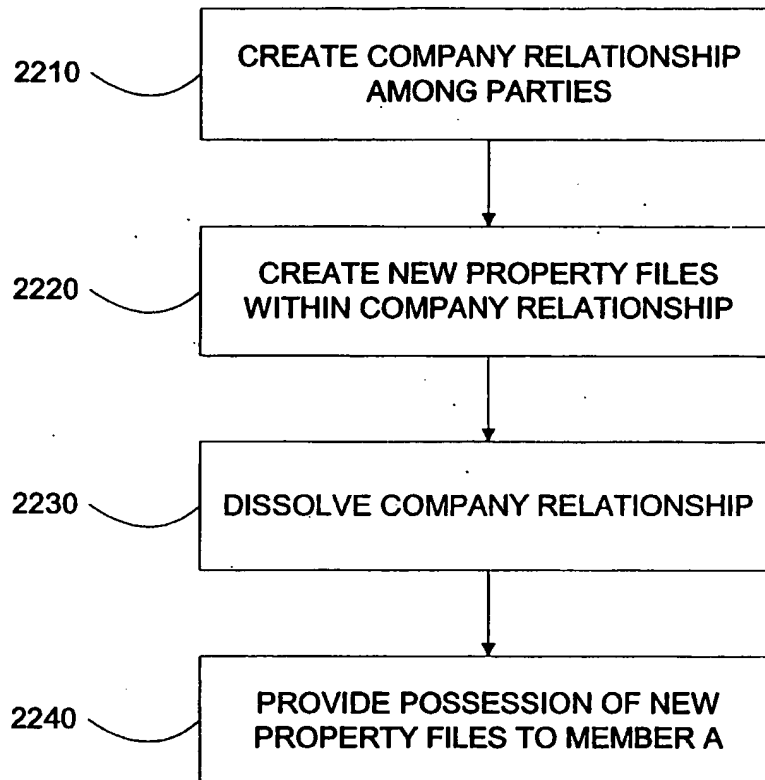 2210
CREATE COMPANY RELATIONSHIP
AMONG PARTIES
2220
CREATE NEW PROPERTY FILES
WITHIN COMPANY RELATIONSHIP
2230
DISSOLVE COMPANY RELATIONSHIP
2240
PROVIDE POSSESSION OF NEW
PROPERTY FILES TO MEMBER A